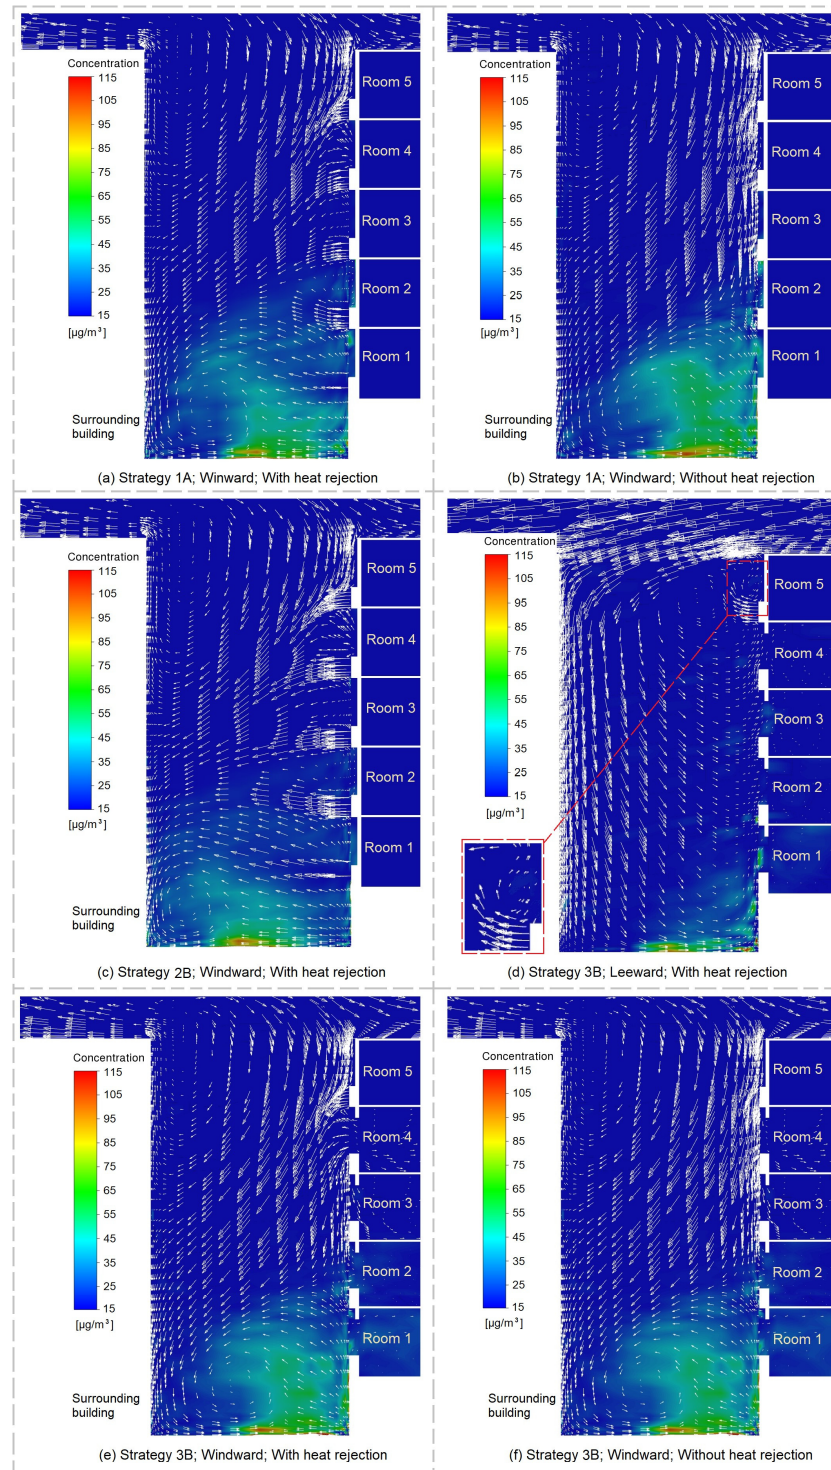 Concentration
115
105
95
85
75
65
55
45
35
25
15
[µg/m³]
Room 5
Room 4
Room 3
Room 2
Room 1
Surrounding
building
(a) Strategy 1A; Winward; With heat rejection
Concentration
115
105
95
85
75
65
55
45
35
25
15
[µg/m³]
Room 5
Room 4
Room 3
Room 2
Room 1
Surrounding
building
(b) Strategy 1A; Windward; Without heat rejection
Concentration
115
105
95
85
75
65
55
45
35
25
15
[µg/m³]
Room 5
Room 4
Room 3
Room 2
Room 1
Surrounding
building
(c) Strategy 2B; Windward; With heat rejection
Concentration
115
105
95
85
75
65
55
45
35
25
15
[µg/m³]
Room 5
Room 4
Room 3
Room 2
Room 1
(d) Strategy 3B; Leeward; With heat rejection
Concentration
115
105
95
85
75
65
55
45
35
25
15
[µg/m³]
Room 5
Room 4
Room 3
Room 2
Room 1
Surrounding
building
(e) Strategy 3B; Windward; With heat rejection
Concentration
115
105
95
85
75
65
55
45
35
25
15
[µg/m³]
Room 5
Room 4
Room 3
Room 2
Room 1
Surrounding
building
(f) Strategy 3B; Windward; Without heat rejection